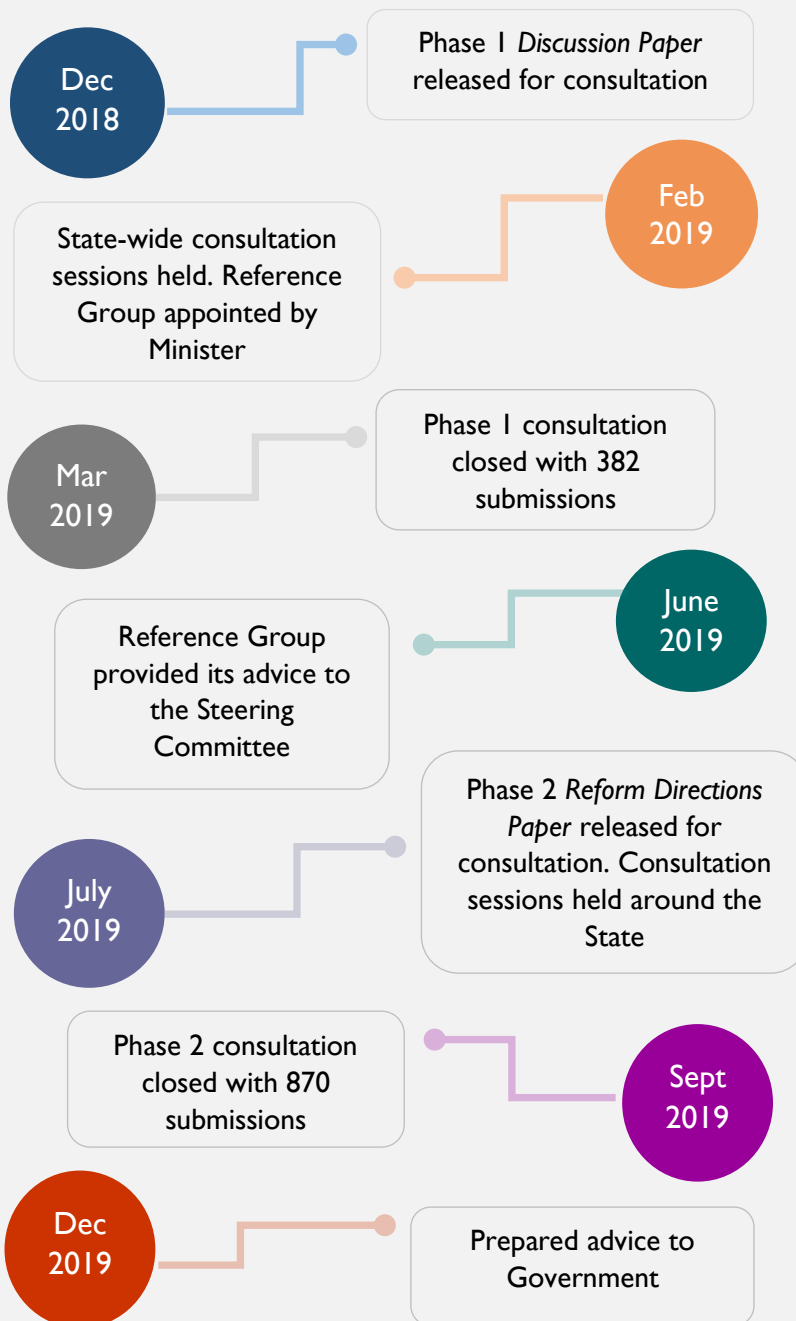 Dec
2018
Phase 1 Discussion Paper
released for consultation
Feb
2019
State-wide consultation
sessions held. Reference
Group appointed by
Minister
Mar
2019
Phase 1 consultation
closed with 382
submissions
June
2019
Reference Group
provided its advice to
the Steering
Committee
July
2019
Phase 2 Reform Directions
Paper released for
consultation. Consultation
sessions held around the
State
Sept
2019
Phase 2 consultation
closed with 870
submissions
Dec
2019
Prepared advice to
Government